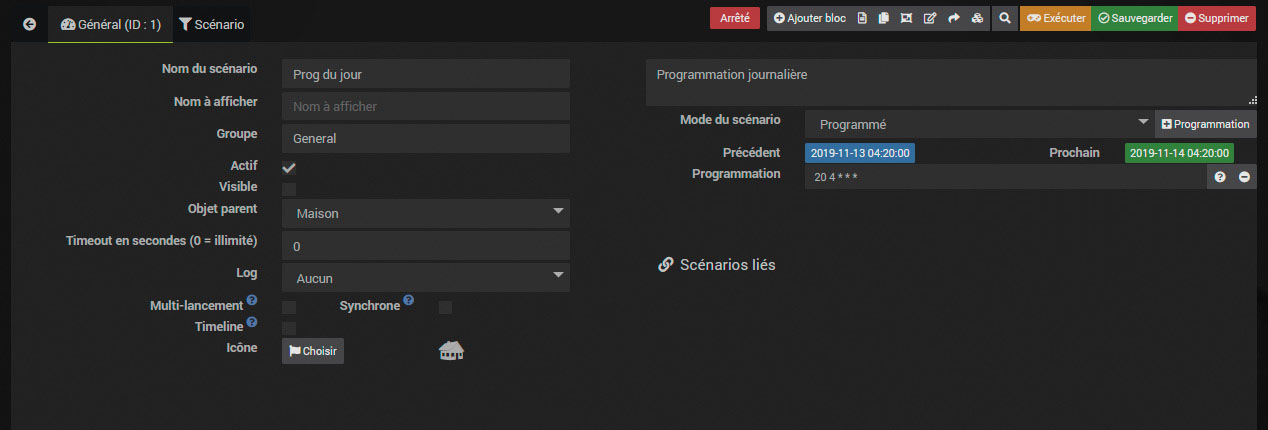 Général (ID : 1) Scénario Arrêté Ajouter bloc Exécuter Sauvegarder Supprimer
Nom du scénario Prog du jour Programmation journalière
Nom à afficher Nom à afficher
Mode du scénario Programmé Programmation
Groupe General
Précédent 2019-11-13 04:20:00 Prochain 2019-11-14 04:20:00
Actif
Programmation 20 4 * * *
Visible
Objet parent Maison
Timeout en secondes (0 = illimité) 0
Scénarios liés
Log Aucun
Multi-lancement ? Synchrone ?
Timeline ?
Icône Choisir